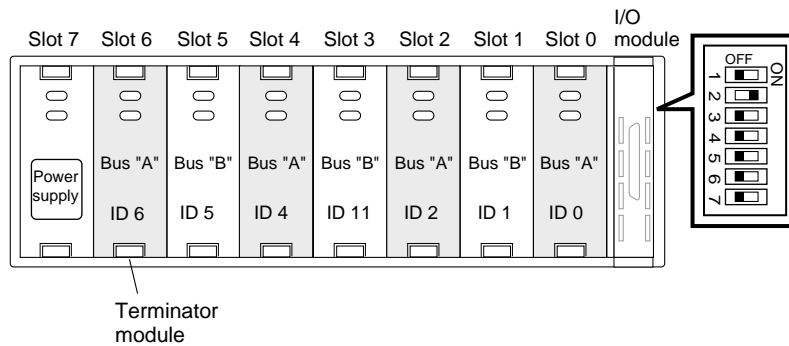 Slot 7 Slot 6 Slot 5 Slot 4 Slot 3 Slot 2 Slot 1 Slot 0
I/O
module
OFF
ON
1
2
3
4
5
6
7
Power
supply
Bus "A" Bus "B" Bus "A" Bus "B" Bus "A" Bus "B" Bus "A"
ID 6 ID 5 ID 4 ID 11 ID 2 ID 1 ID 0
Terminator
module